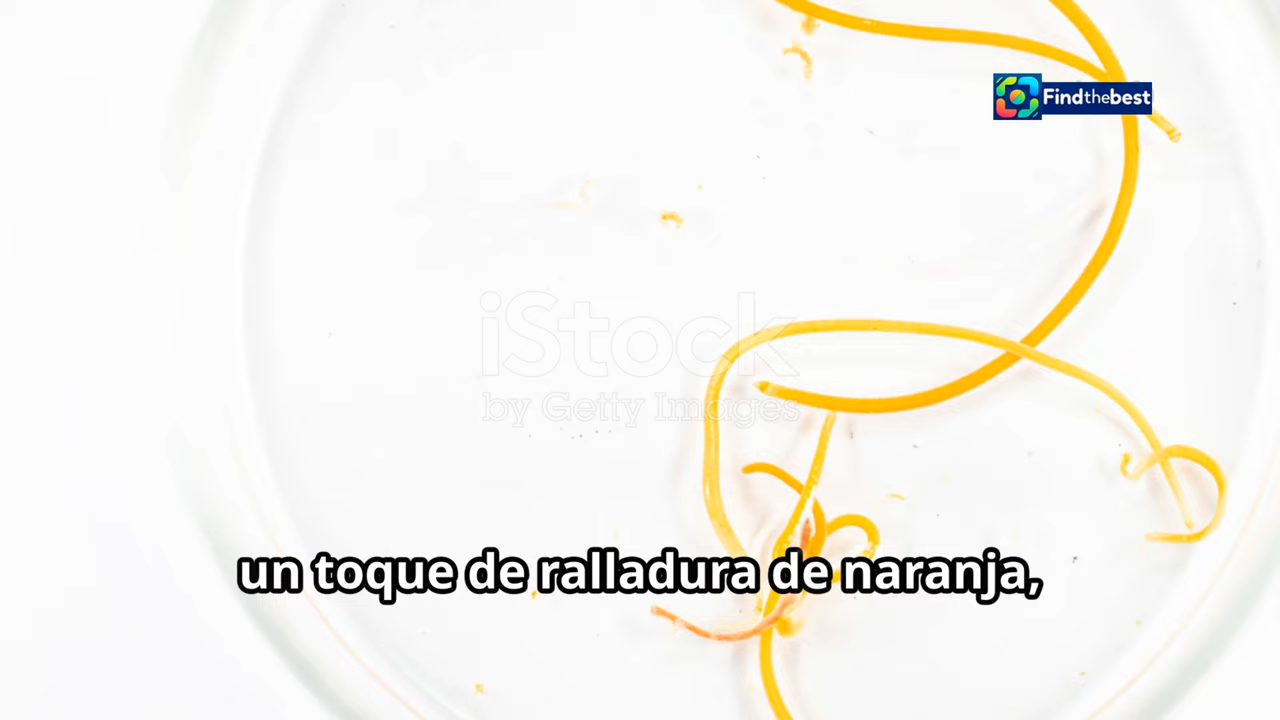 Findthebest
iStock
by Getty Images
un toque de ralladura de naranja,